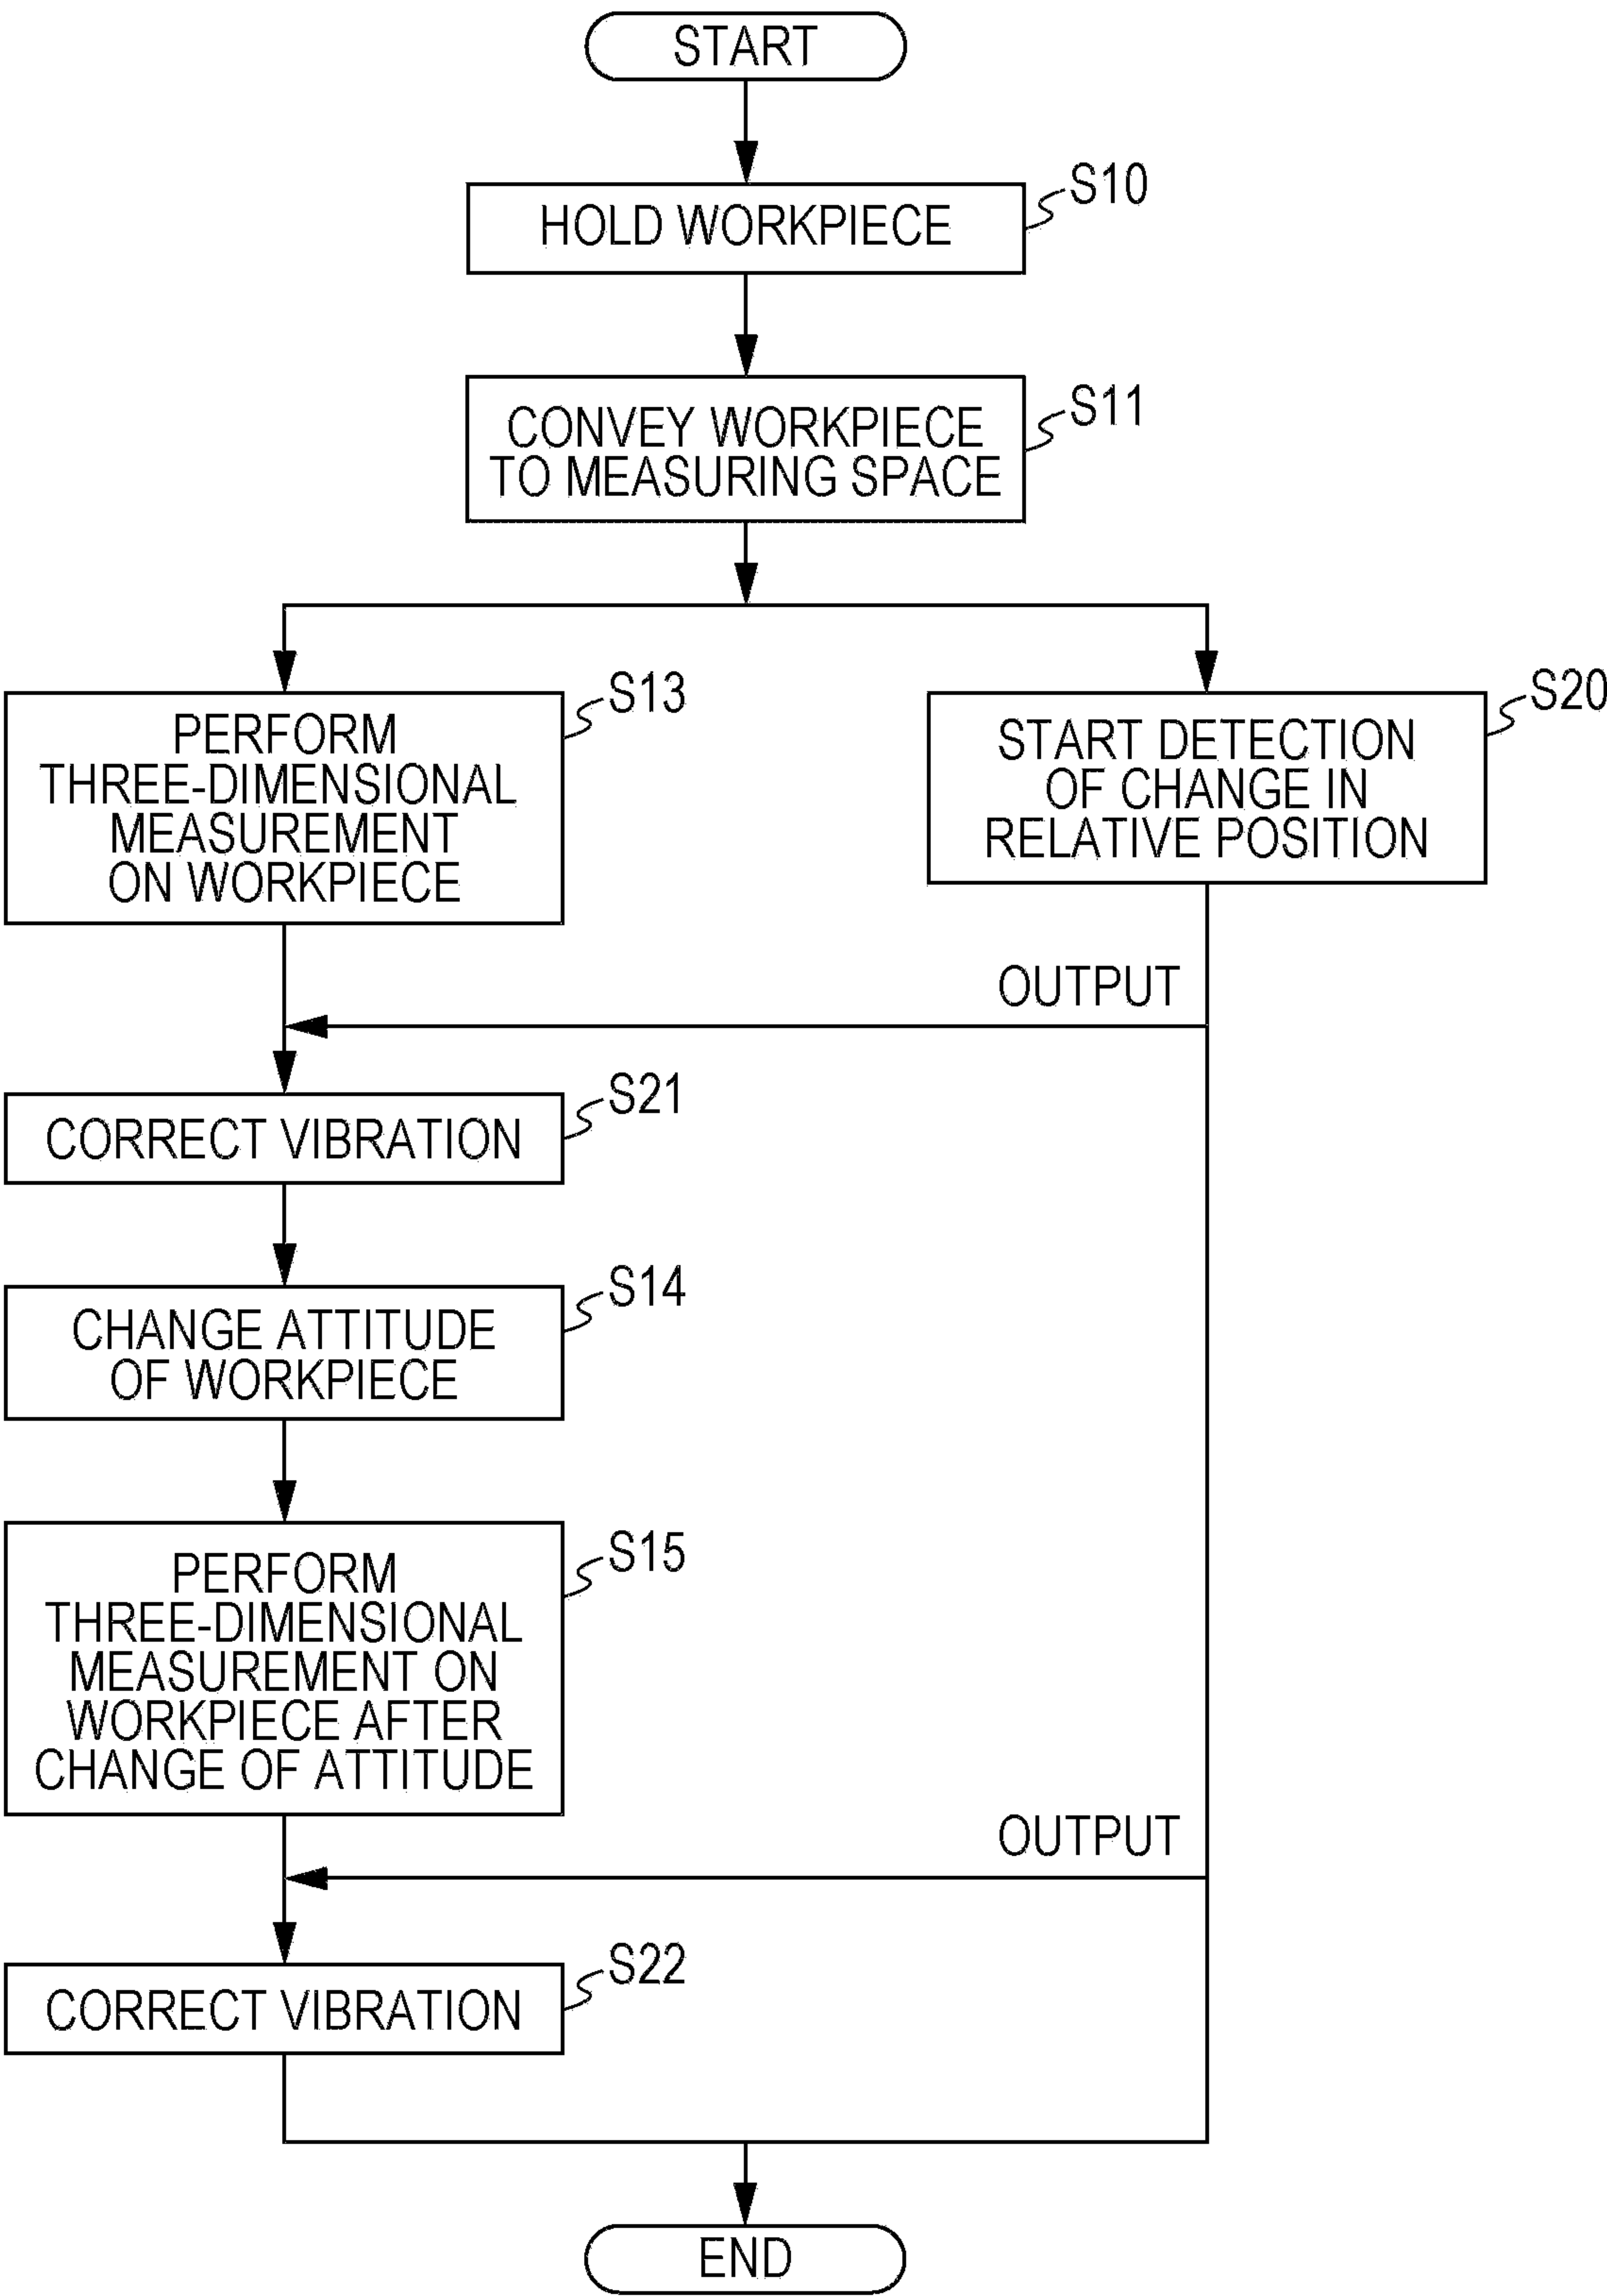 START
HOLD WORKPIECE
S10
CONVEY WORKPIECE
TO MEASURING SPACE
S11
PERFORM
THREE-DIMENSIONAL
MEASUREMENT
ON WORKPIECE
S13
START DETECTION
OF CHANGE IN
RELATIVE POSITION
S20
OUTPUT
CORRECT VIBRATION
S21
CHANGE ATTITUDE
OF WORKPIECE
S14
PERFORM
THREE-DIMENSIONAL
MEASUREMENT ON
WORKPIECE AFTER
CHANGE OF ATTITUDE
S15
OUTPUT
CORRECT VIBRATION
S22
END